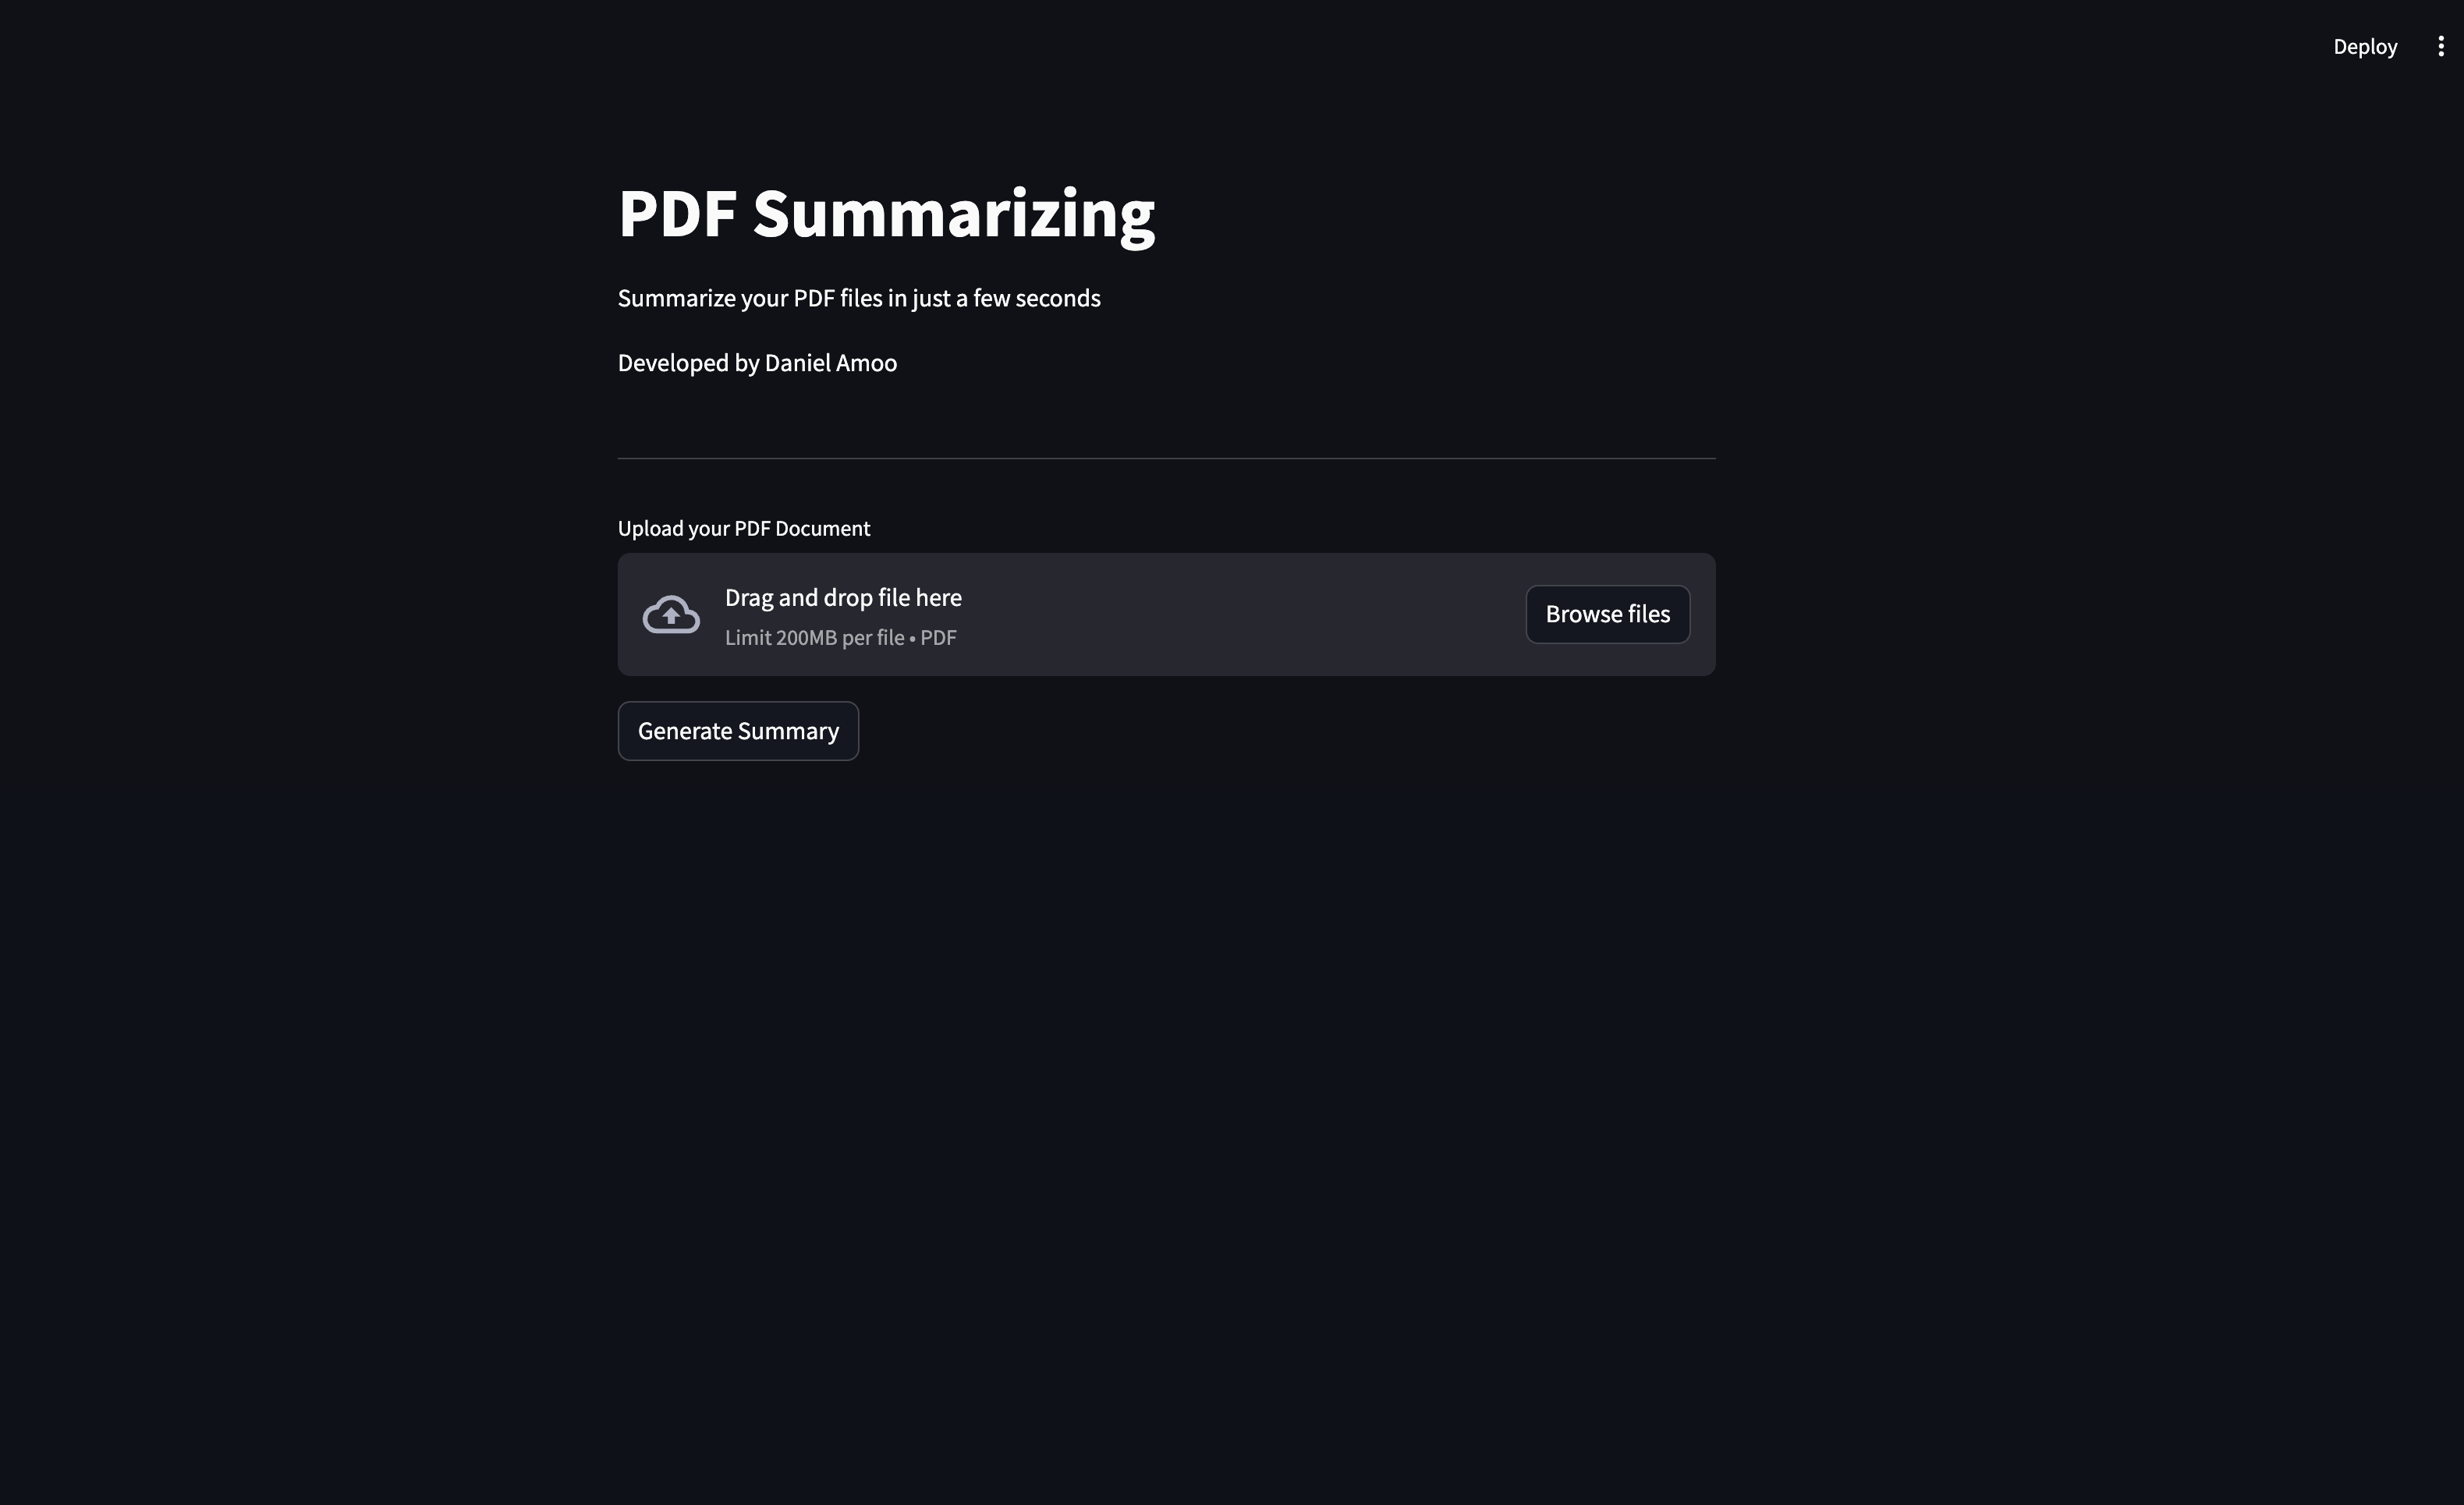 Deploy
PDF Summarizing
Summarize your PDF files in just a few seconds
Developed by Daniel Amoo
Upload your PDF Document
Drag and drop file here
Limit 200MB per file • PDF
Browse files
Generate Summary